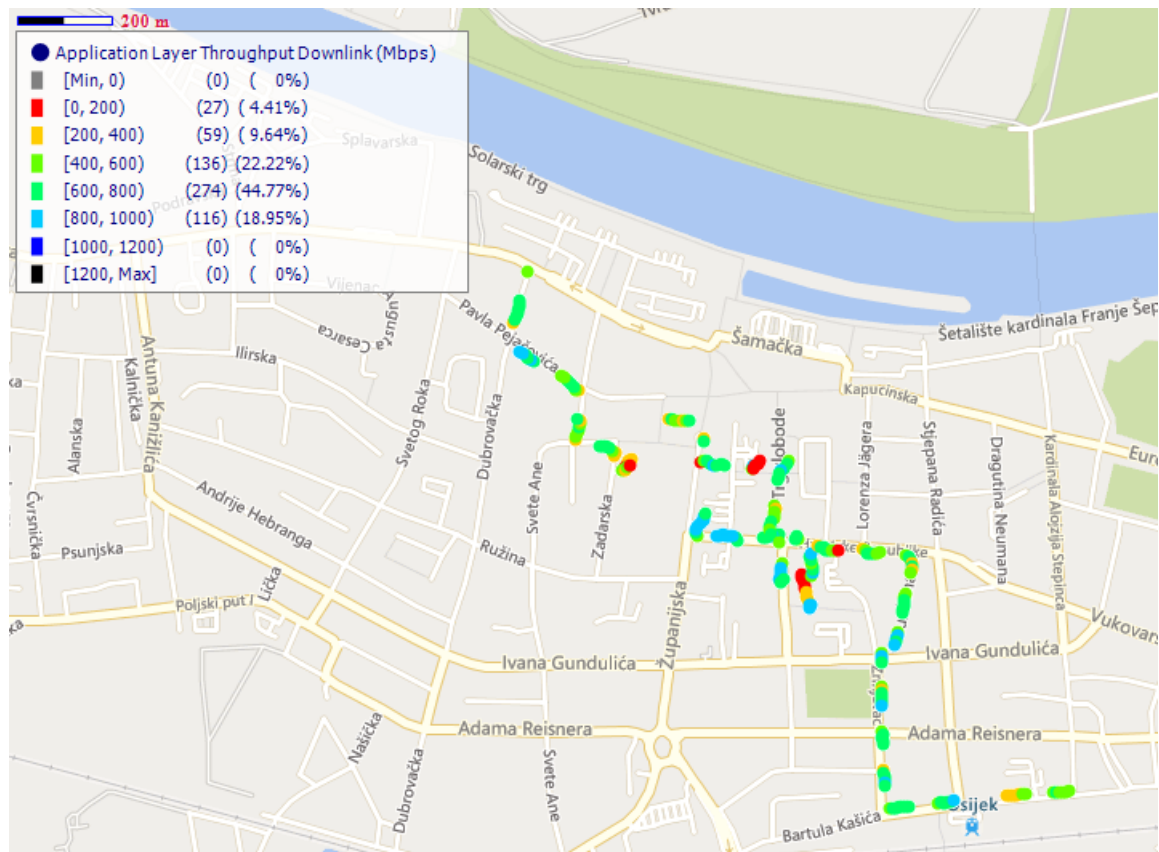 200 m
Application Layer Throughput Downlink (Mbps)
[Min, 0) (0) ( 0%)
[0, 200) (27) ( 4.41%)
[200, 400) (59) ( 9.64%)
[400, 600) (136) (22.22%)
[600, 800) (274) (44.77%)
[800, 1000) (116) (18.95%)
[1000, 1200) (0) ( 0%)
[1200, Max] (0) ( 0%)
Splavarska
Solarski trg
Vijenac
Augusta Cesarca
Pavla Pejačevića
Šetalište kardinala Franje Šep
Šamačka
Kapucinska
Ilirska
Antuna Kanižlića
Kalnička
Alanska
Čvrsnička
Svetog Roka
Dubrovačka
Svete Ane
Zadarska
Trg Slobode
Lorenza Jägera
Stjepana Radića
Dragutina Neumana
Kardinala Alojzija Stepinca
Andrije Hebranga
Psunjska
Ružina
Lička
Poljski put I
Županijska
Vukovars
Ivana Gundulića
Ivana Gundulića
Našička
Dubrovačka
Adama Reisnera
Adama Reisnera
Svete Ane
Bartula Kašića
Osijek